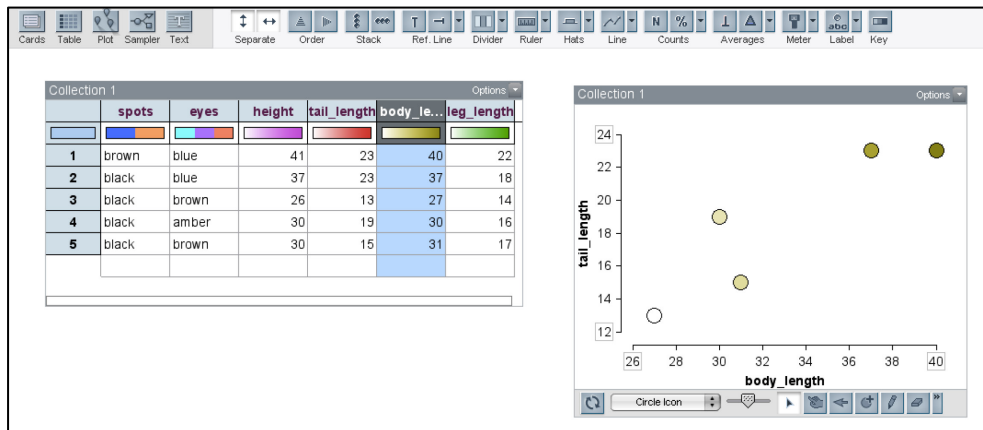 Cards Table Plot Sampler Text Separate Order Stack Ref. Line Divider Ruler Hats Line Counts Averages Meter Label Key
N % abc
Collection 1 Options
spots eyes height tail_length body_le... leg_length
1 brown blue 41 23 40 22
2 black blue 37 23 37 18
3 black brown 26 13 27 14
4 black amber 30 19 30 16
5 black brown 30 15 31 17
Collection 1 Options
24
22
20
18
16
14
12
tail_length
26 28 30 32 34 36 38 40
body_length
Circle Icon